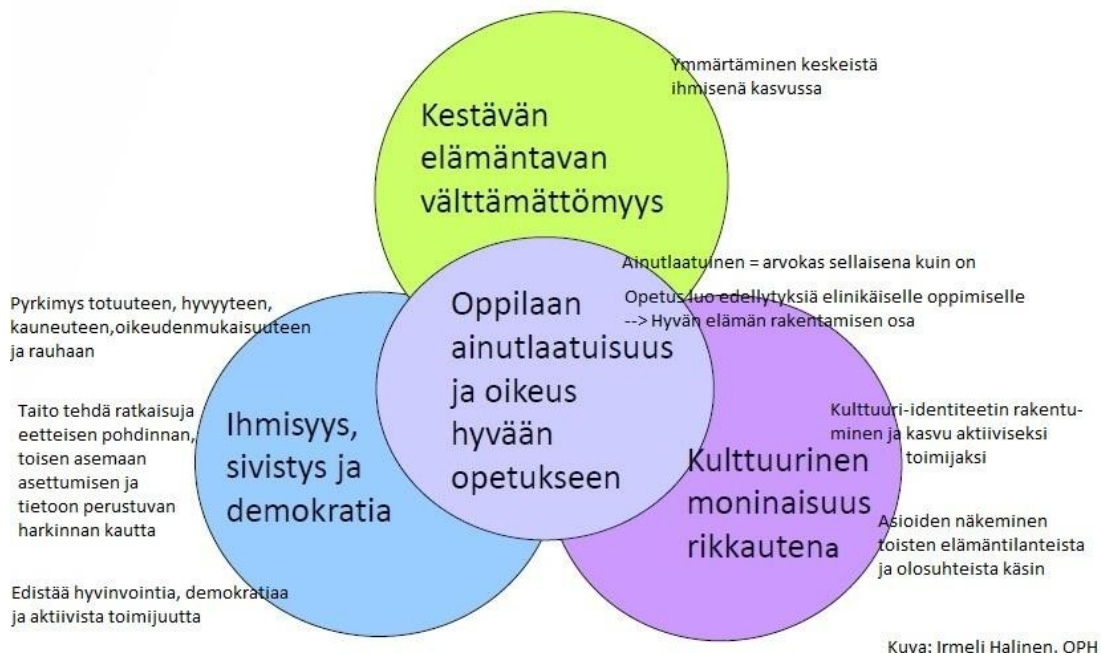 Ymmärtäminen keskeistä
ihmisenä kasvussa
Kestävän
elämäntavan
välttämättömyys
Ainutlaatuinen = arvokas sellaisena kuin on
Opetus luo edellytyksiä elinikäiselle oppimiselle
--> Hyvän elämän rakentamisen osa
Oppilaan
ainutlaatuisuus
ja oikeus
hyvään
opetukseen
Pyrkimys totuuteen, hyvyyteen,
kauneuteen,oikeudenmukaisuuteen
ja rauhaan
Taito tehdä ratkaisuja
eetteisen pohdinnan,
toisen asemaan
asettumisen ja
tietoon perustuvan
harkinnan kautta
Edistää hyvinvointia, demokratiaa
ja aktiivista toimijuutta
Ihmisyys,
sivistys ja
demokratia
Kulttuuri-identiteetin rakentu-
minen ja kasvu aktiiviseksi
toimijaksi
Kulttuurinen
moninaisuus
rikkautena
Asioiden näkeminen
toisten elämäntilanteista
ja olosuhteista käsin
Kuva: Irmeli Halinen, OPH